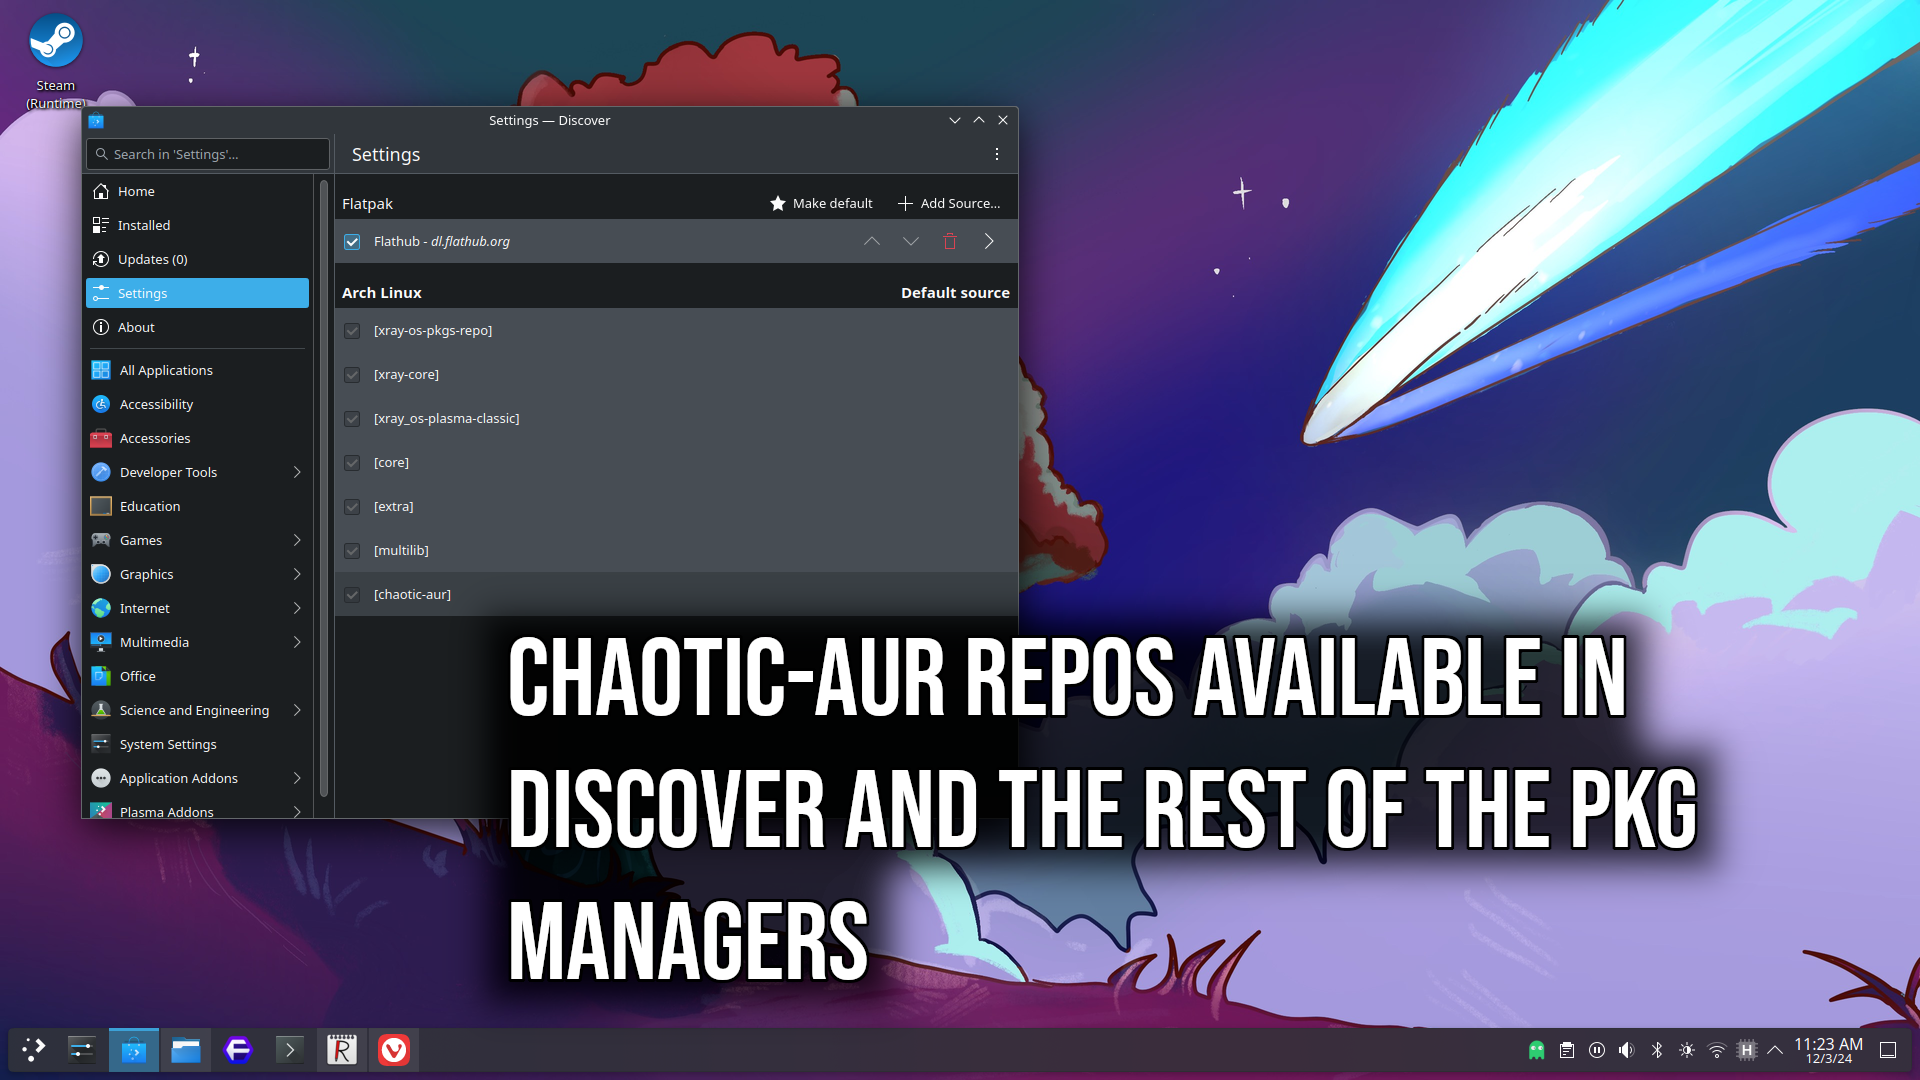 Steam
(Runtime)
Settings — Discover
Search in 'Settings'...
Settings
Home
Installed
Updates (0)
Settings
About
All Applications
Accessibility
Accessories
Developer Tools
Education
Games
Graphics
Internet
Multimedia
Office
Science and Engineering
System Settings
Application Addons
Plasma Addons
Flatpak
Make default
Add Source...
Flathub - dl.flathub.org
Arch Linux
Default source
[xray-os-pkgs-repo]
[xray-core]
[xray_os-plasma-classic]
[core]
[extra]
[multilib]
[chaotic-aur]
CHAOTIC-AUR REPOS AVAILABLE IN
DISCOVER AND THE REST OF THE PKG
MANAGERS
R
H
11:23 AM
12/3/24